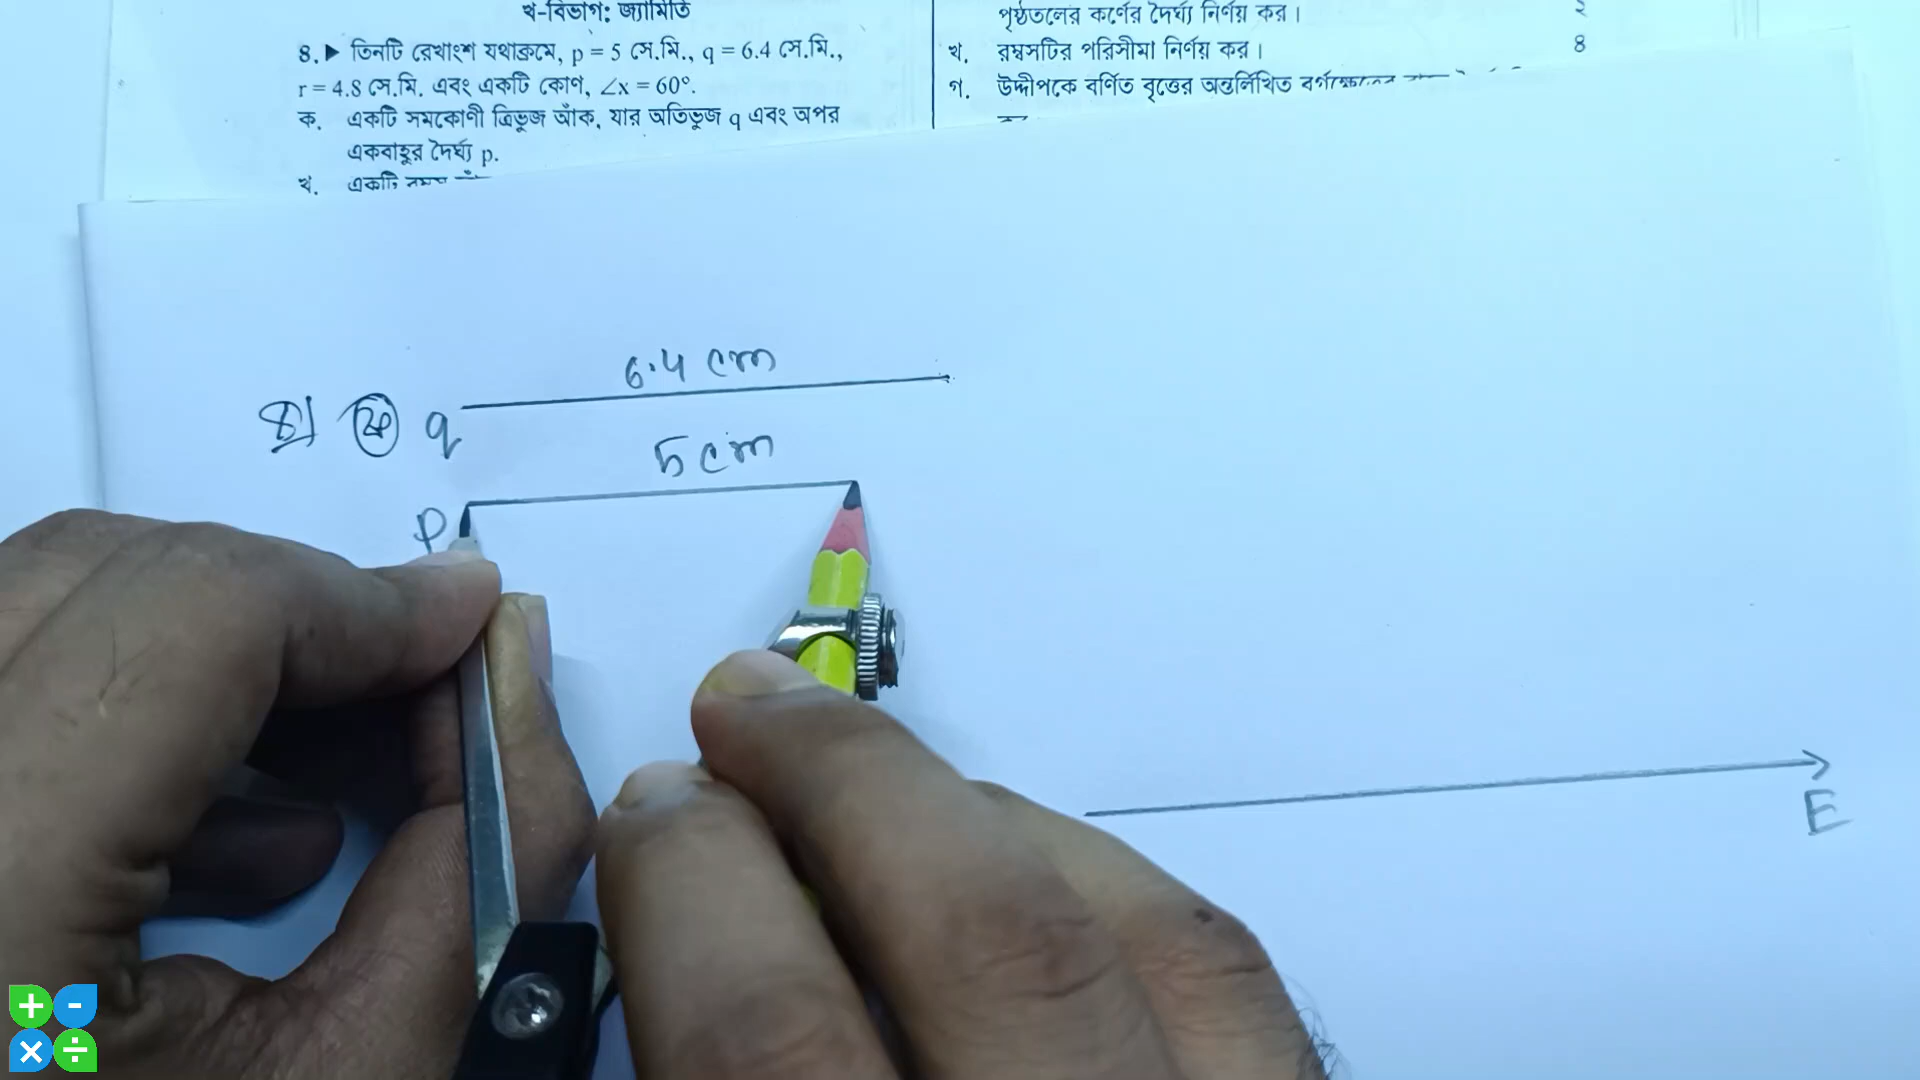 খ-বিভাগ: জ্যামিতি
৪. ▶ তিনটি রেখাংশ যথাক্রমে, p = 5 সে.মি., q = 6.4 সে.মি.,
r = 4.8 সে.মি. এবং একটি কোণ, ∠x = 60°.
ক. একটি সমকোণী ত্রিভুজ আঁক, যার অতিভুজ q এবং অপর
একবাহুর দৈর্ঘ্য p.
খ. একটি
পৃষ্ঠতলের কর্ণের দৈর্ঘ্য নির্ণয় কর। ২
খ. রম্বসটির পরিসীমা নির্ণয় কর। ৪
গ. উদ্দীপকে বর্ণিত বৃত্তের অন্তর্লিখিত
6.4 cm
৪। ক q
5 cm
P
E
+ -
× ÷